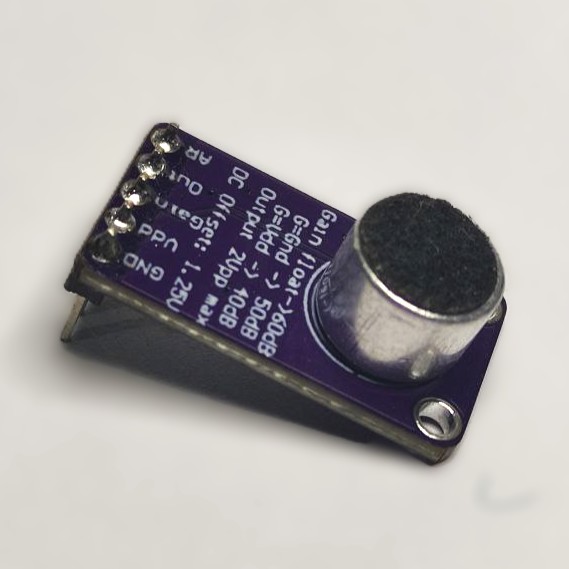 Gain float->60dB
G=Gnd -> 50dB
G=Vdd -> 40dB
Output 2Vpp max
DC Offset: 1.25V
AR
Out
Gain
Vdd
GND